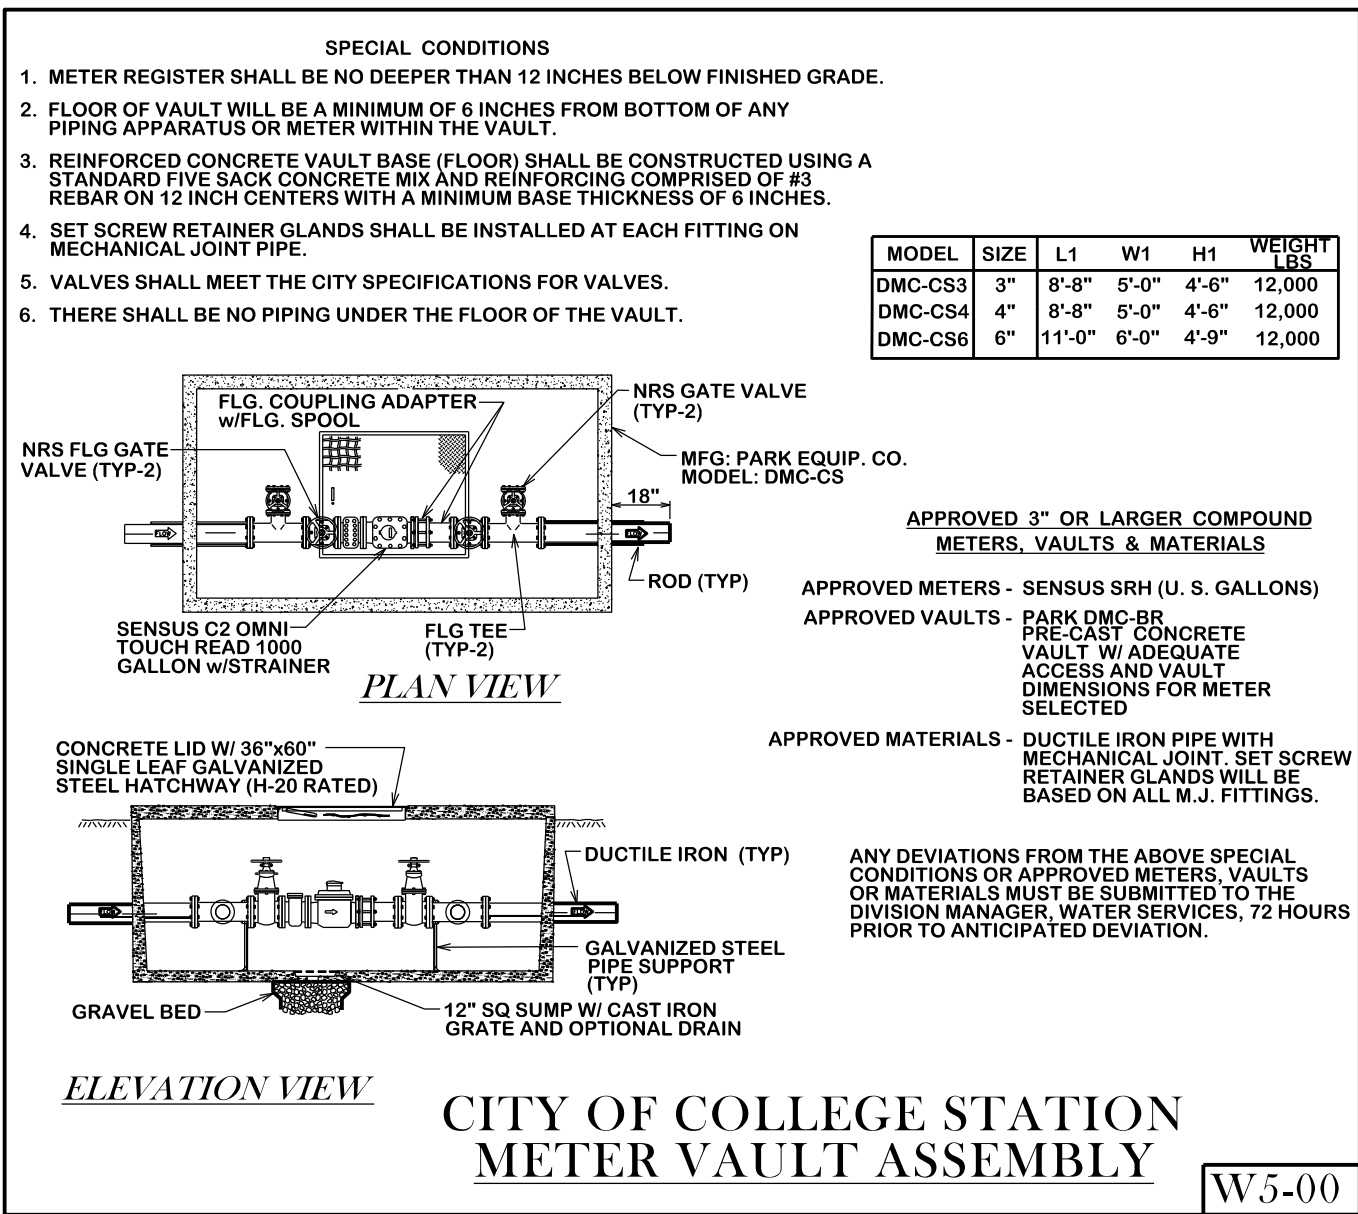 SPECIAL CONDITIONS
1. METER REGISTER SHALL BE NO DEEPER THAN 12 INCHES BELOW FINISHED GRADE.
2. FLOOR OF VAULT WILL BE A MINIMUM OF 6 INCHES FROM BOTTOM OF ANY
PIPING APPARATUS OR METER WITHIN THE VAULT.
3. REINFORCED CONCRETE VAULT BASE (FLOOR) SHALL BE CONSTRUCTED USING A
STANDARD FIVE SACK CONCRETE MIX AND REINFORCING COMPRISED OF #3
REBAR ON 12 INCH CENTERS WITH A MINIMUM BASE THICKNESS OF 6 INCHES.
4. SET SCREW RETAINER GLANDS SHALL BE INSTALLED AT EACH FITTING ON
MECHANICAL JOINT PIPE.
5. VALVES SHALL MEET THE CITY SPECIFICATIONS FOR VALVES.
6. THERE SHALL BE NO PIPING UNDER THE FLOOR OF THE VAULT.
MODEL SIZE L1 W1 H1 WEIGHT LBS
DMC-CS3 3" 8'-8" 5'-0" 4'-6" 12,000
DMC-CS4 4" 8'-8" 5'-0" 4'-6" 12,000
DMC-CS6 6" 11'-0" 6'-0" 4'-9" 12,000
FLG. COUPLING ADAPTER
w/FLG. SPOOL
NRS GATE VALVE
(TYP-2)
NRS FLG GATE
VALVE (TYP-2)
MFG: PARK EQUIP. CO.
MODEL: DMC-CS
18"
ROD (TYP)
SENSUS C2 OMNI
TOUCH READ 1000
GALLON w/STRAINER
FLG TEE
(TYP-2)
PLAN VIEW
APPROVED 3" OR LARGER COMPOUND
METERS, VAULTS & MATERIALS
APPROVED METERS - SENSUS SRH (U. S. GALLONS)
APPROVED VAULTS - PARK DMC-BR
PRE-CAST CONCRETE
VAULT W/ ADEQUATE
ACCESS AND VAULT
DIMENSIONS FOR METER
SELECTED
APPROVED MATERIALS - DUCTILE IRON PIPE WITH
MECHANICAL JOINT. SET SCREW
RETAINER GLANDS WILL BE
BASED ON ALL M.J. FITTINGS.
CONCRETE LID W/ 36"x60"
SINGLE LEAF GALVANIZED
STEEL HATCHWAY (H-20 RATED)
DUCTILE IRON (TYP)
GALVANIZED STEEL
PIPE SUPPORT
(TYP)
GRAVEL BED
12" SQ SUMP W/ CAST IRON
GRATE AND OPTIONAL DRAIN
ANY DEVIATIONS FROM THE ABOVE SPECIAL
CONDITIONS OR APPROVED METERS, VAULTS
OR MATERIALS MUST BE SUBMITTED TO THE
DIVISION MANAGER, WATER SERVICES, 72 HOURS
PRIOR TO ANTICIPATED DEVIATION.
ELEVATION VIEW
CITY OF COLLEGE STATION
METER VAULT ASSEMBLY
W5-00